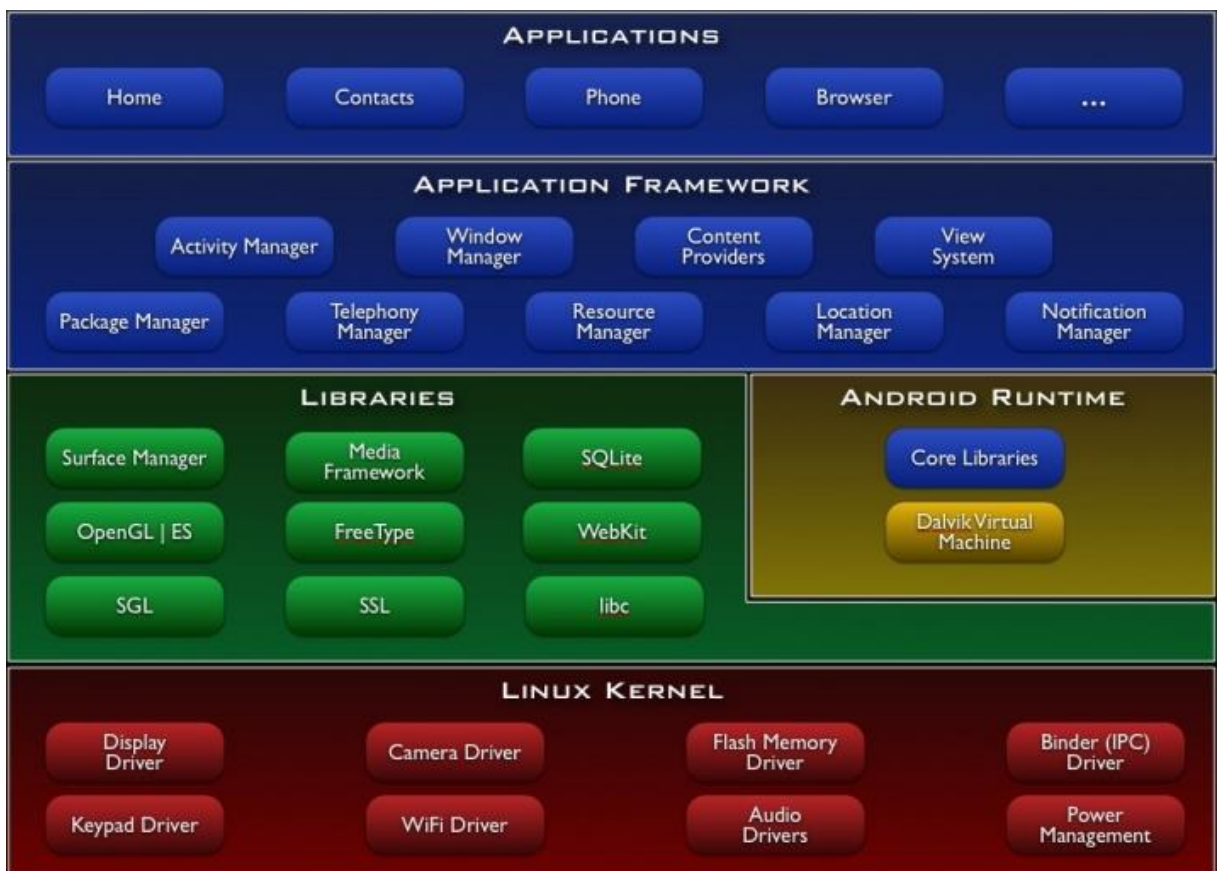 APPLICATIONS
Home
Contacts
Phone
Browser
...
APPLICATION FRAMEWORK
Activity Manager
Window
Manager
Content
Providers
View
System
Package Manager
Telephony
Manager
Resource
Manager
Location
Manager
Notification
Manager
LIBRARIES
Surface Manager
Media
Framework
SQLite
OpenGL | ES
FreeType
WebKit
SGL
SSL
libc
ANDROID RUNTIME
Core Libraries
Dalvik Virtual
Machine
LINUX KERNEL
Display
Driver
Camera Driver
Flash Memory
Driver
Binder (IPC)
Driver
Keypad Driver
WiFi Driver
Audio
Drivers
Power
Management